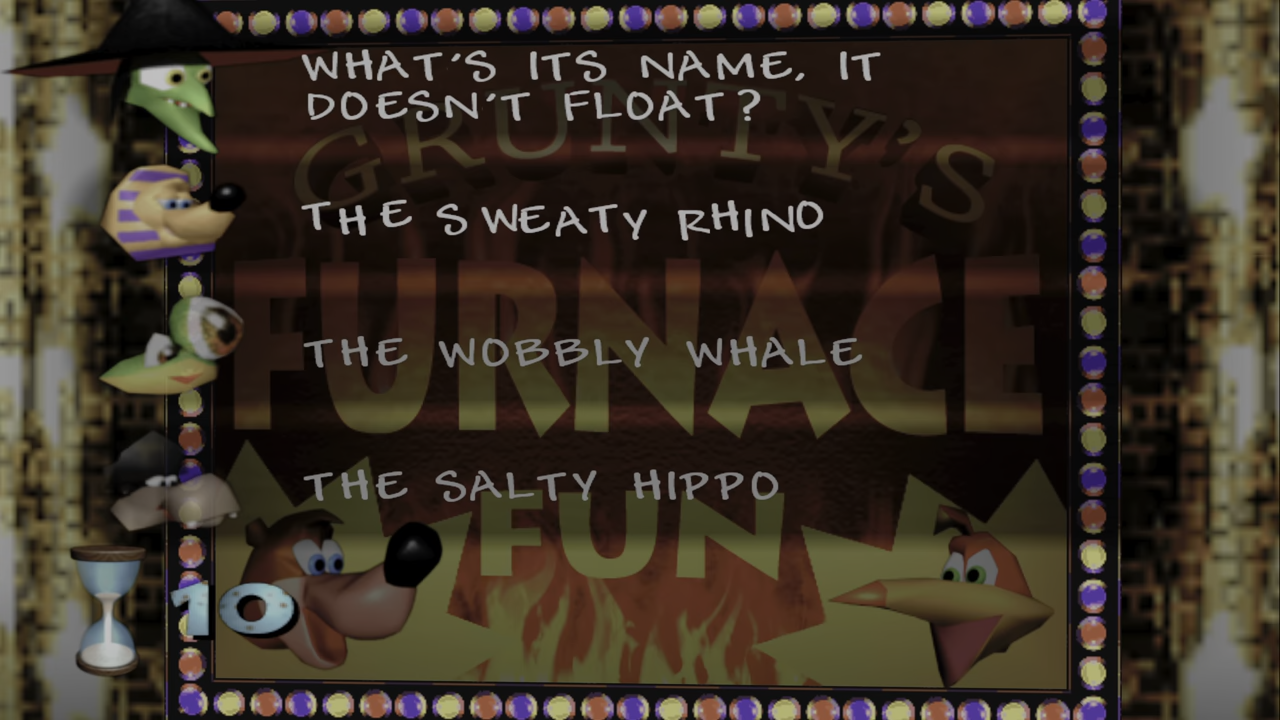 WHAT'S ITS NAME, IT
DOESN'T FLOAT?
GRUNTY'S
THE SWEATY RHINO
FURNACE
THE WOBBLY WHALE
THE SALTY HIPPO
FUN
10